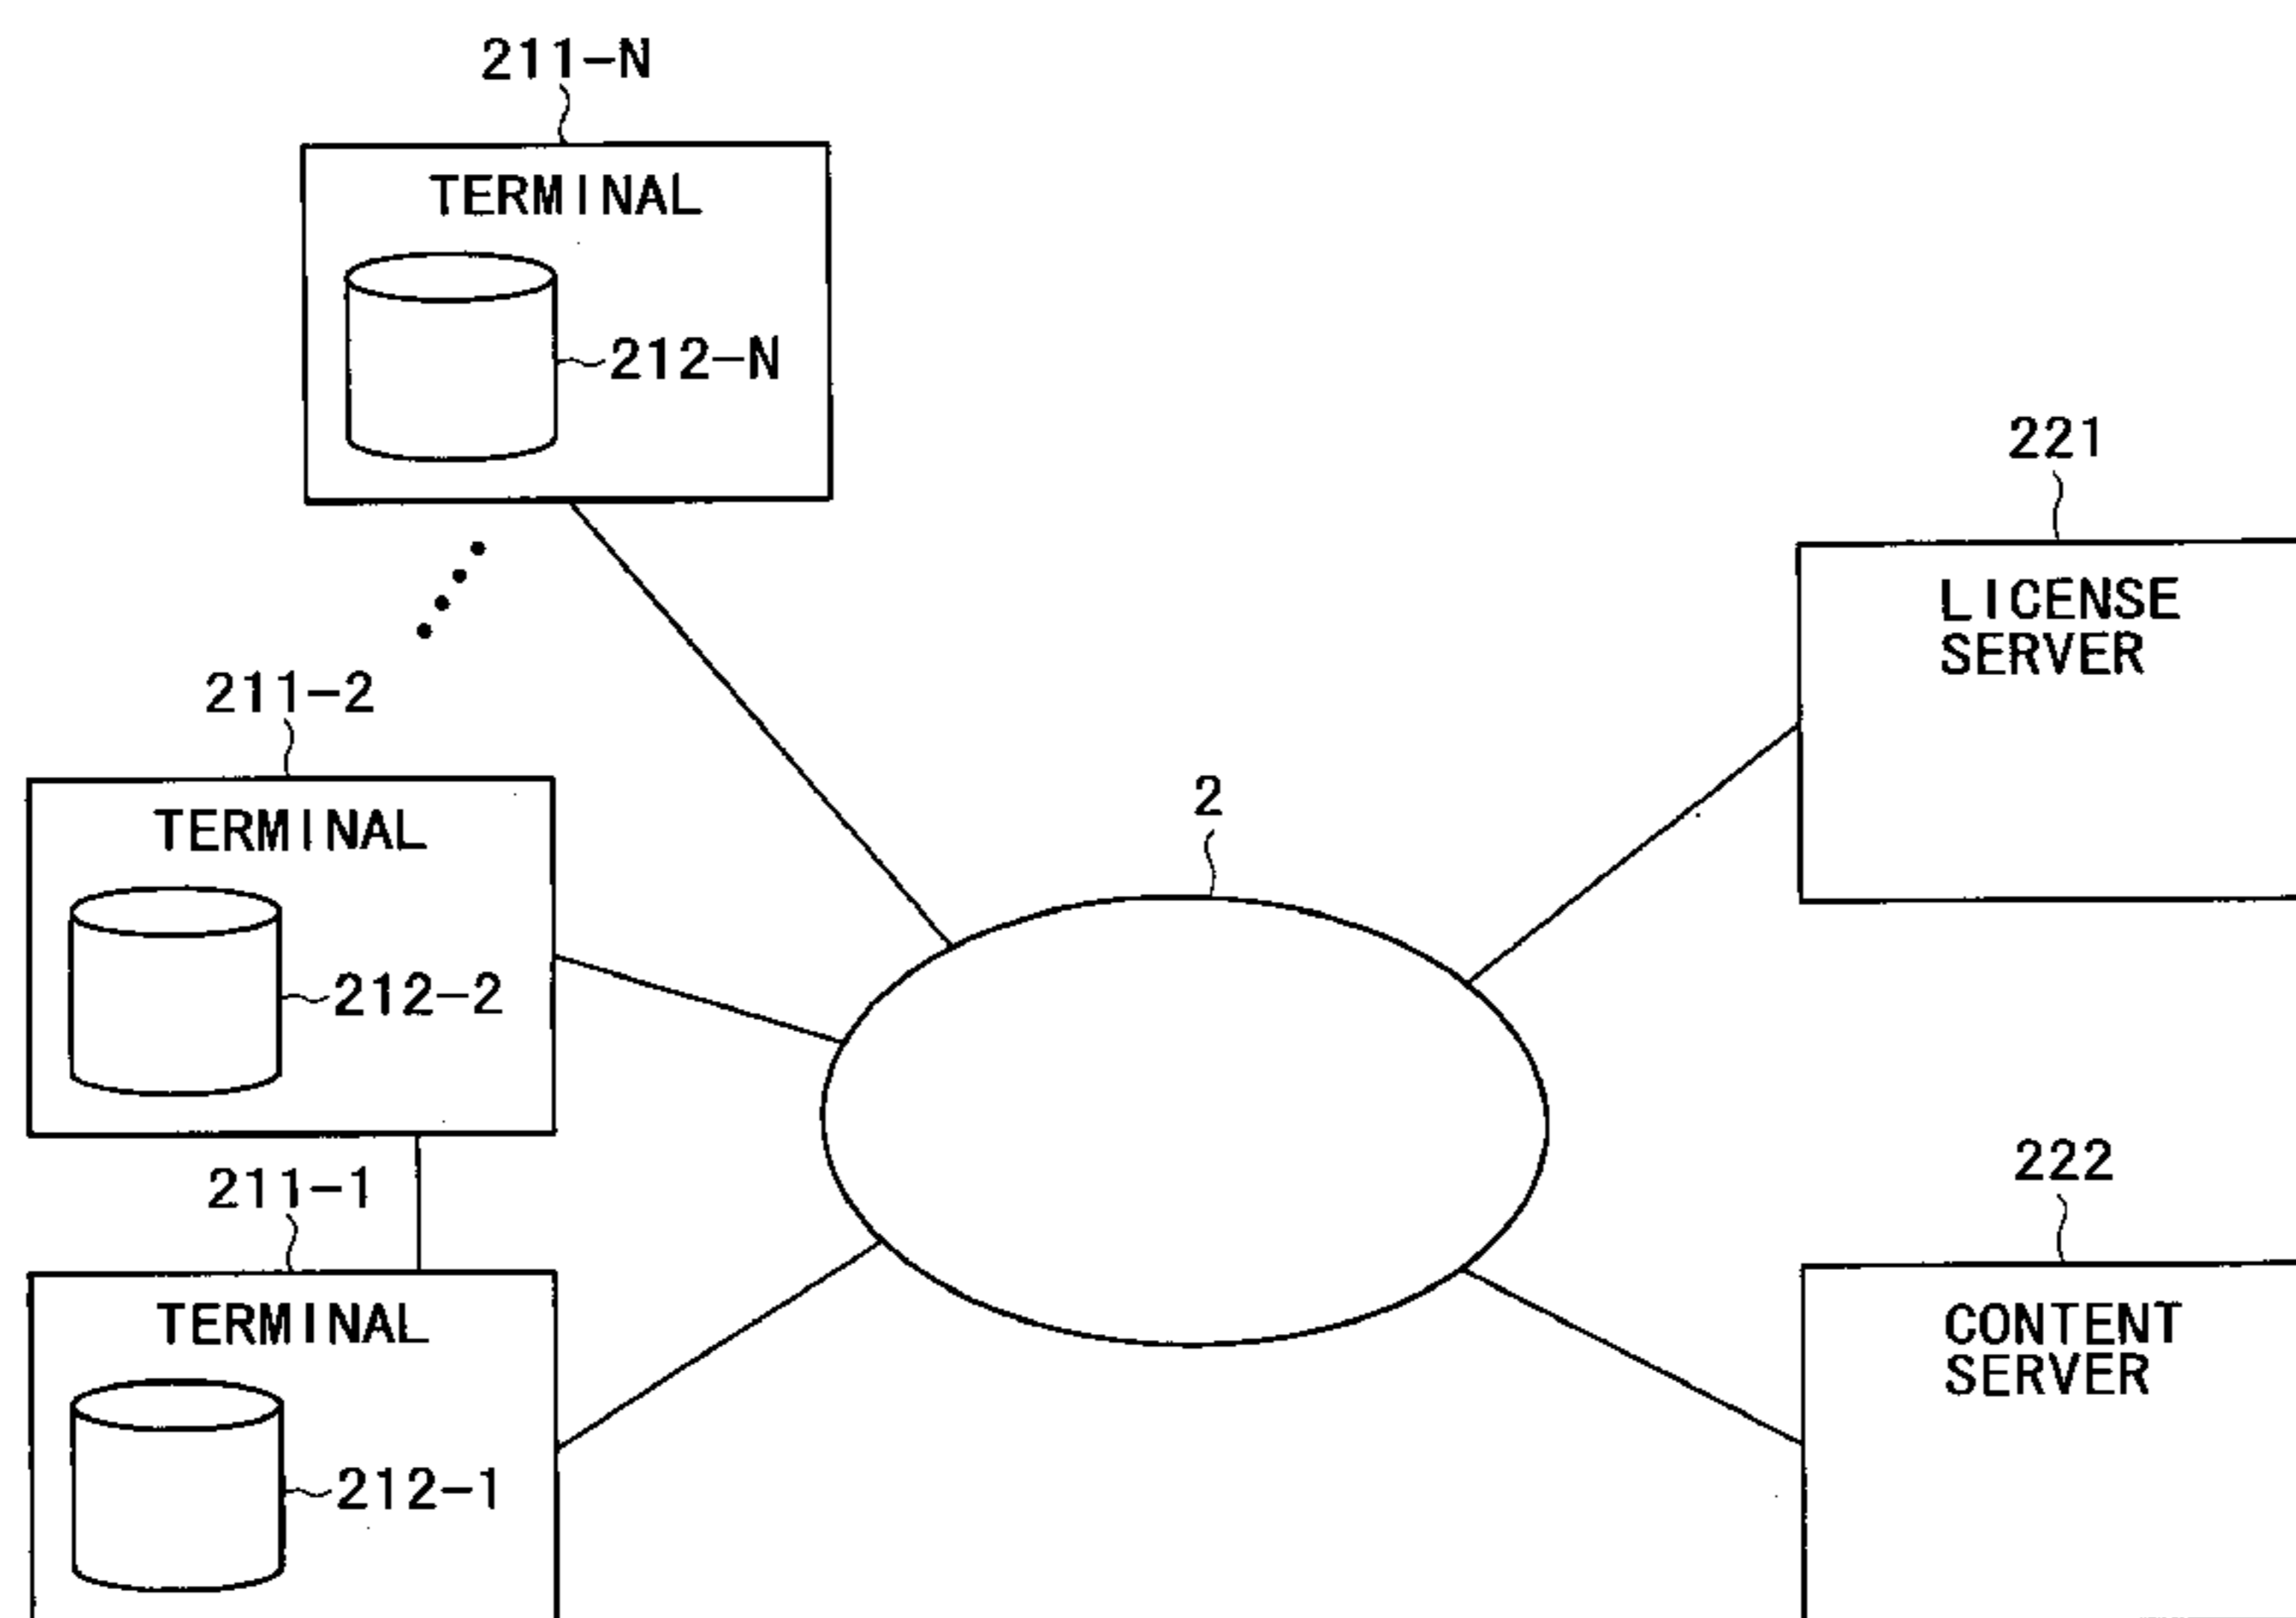 211-N
TERMINAL
212-N
221
LICENSE
SERVER
211-2
TERMINAL
212-2
2
211-1
TERMINAL
212-1
222
CONTENT
SERVER